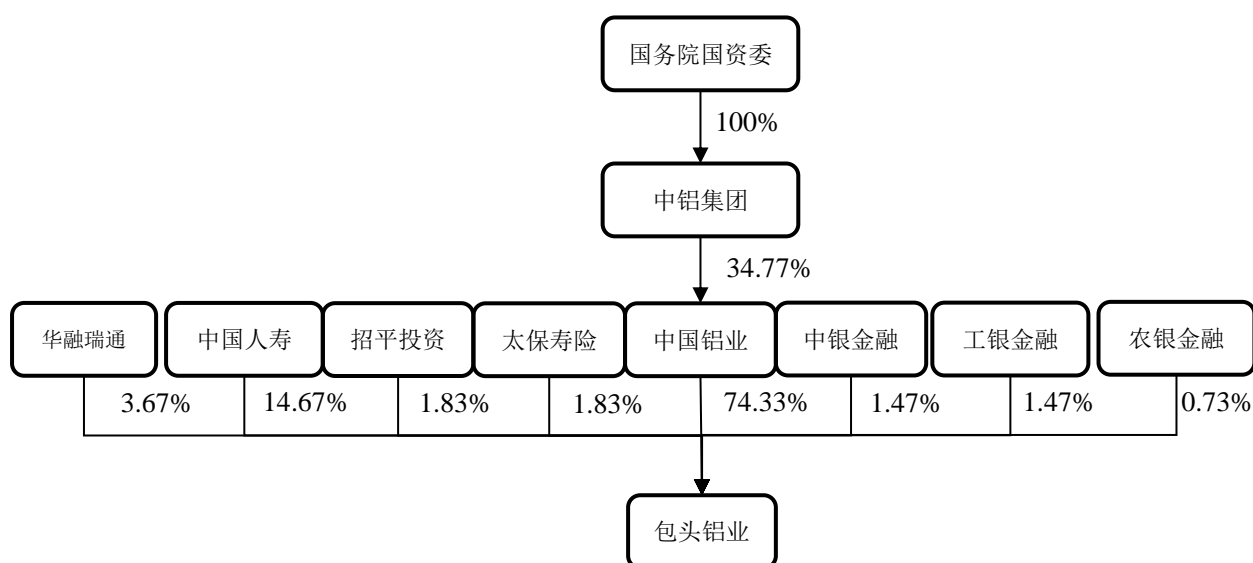 国务院国资委
100%
中铝集团
34.77%
华融瑞通
中国人寿
招平投资
太保寿险
中国铝业
中银金融
工银金融
农银金融
3.67%
14.67%
1.83%
1.83%
74.33%
1.47%
1.47%
0.73%
包头铝业